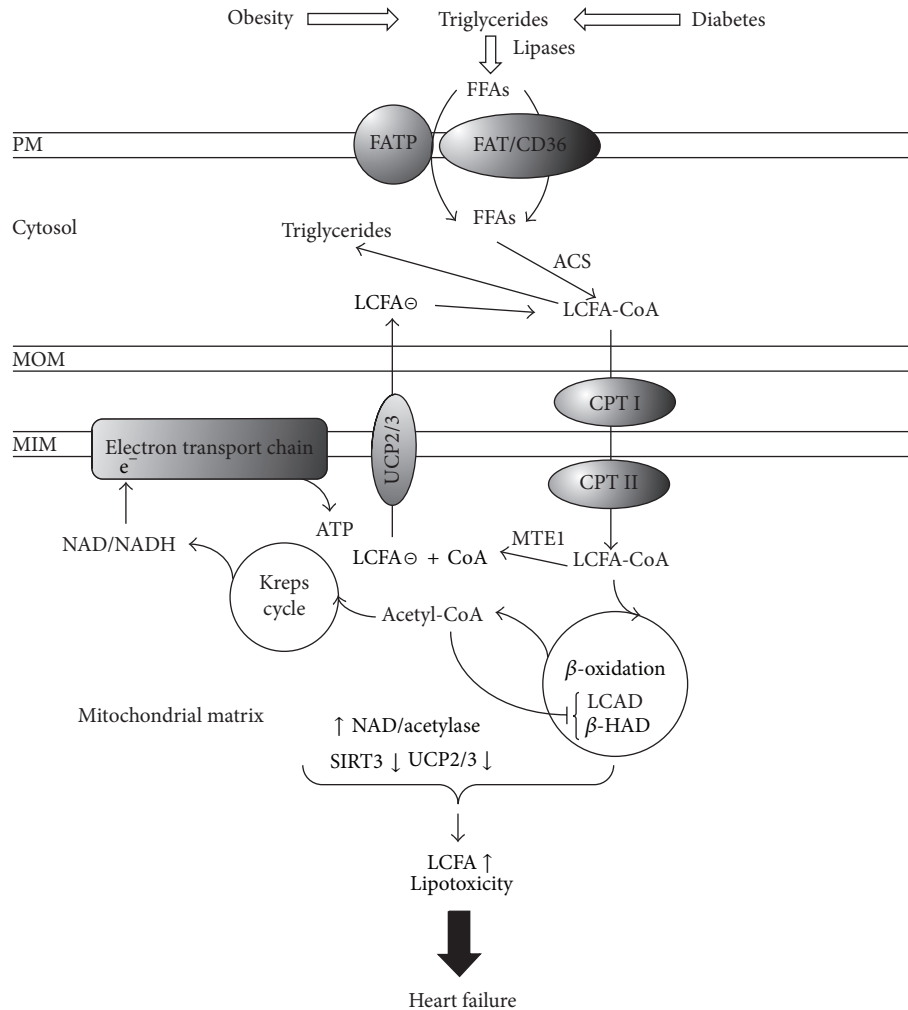 Obesity
Triglycerides
Diabetes
Lipases
FFAs
FATP
FAT/CD36
PM
FFAs
Cytosol
Triglycerides
ACS
LCFA⊝
LCFA-CoA
MOM
CPT I
UCP2/3
MIM
Electron transport chain
e⁻
CPT II
ATP
MTE1
NAD/NADH
LCFA⊝ + CoA
LCFA-CoA
Kreps
cycle
Acetyl-CoA
β-oxidation
LCAD
β-HAD
Mitochondrial matrix
↑ NAD/acetylase
SIRT3 ↓ UCP2/3 ↓
LCFA ↑
Lipotoxicity
Heart failure